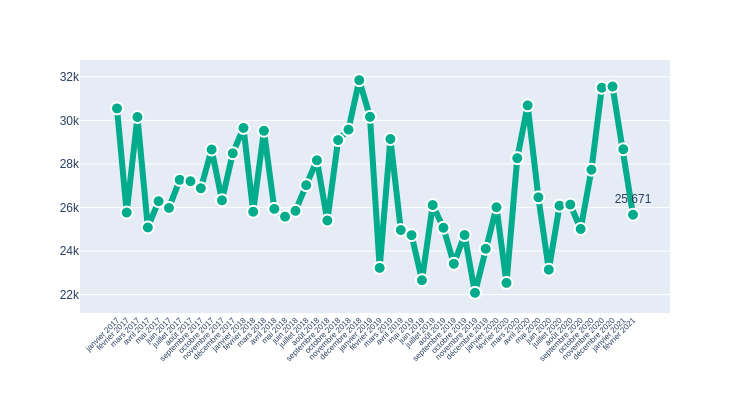 32k
30k
28k
26k
24k
22k
25,671
janvier 2017
février 2017
mars 2017
avril 2017
mai 2017
juin 2017
juillet 2017
août 2017
septembre 2017
octobre 2017
novembre 2017
décembre 2017
janvier 2018
février 2018
mars 2018
avril 2018
mai 2018
juin 2018
juillet 2018
août 2018
septembre 2018
octobre 2018
novembre 2018
décembre 2018
janvier 2019
février 2019
mars 2019
avril 2019
mai 2019
juin 2019
juillet 2019
août 2019
septembre 2019
octobre 2019
novembre 2019
décembre 2019
janvier 2020
février 2020
mars 2020
avril 2020
mai 2020
juin 2020
juillet 2020
août 2020
septembre 2020
octobre 2020
novembre 2020
décembre 2020
janvier 2021
février 2021